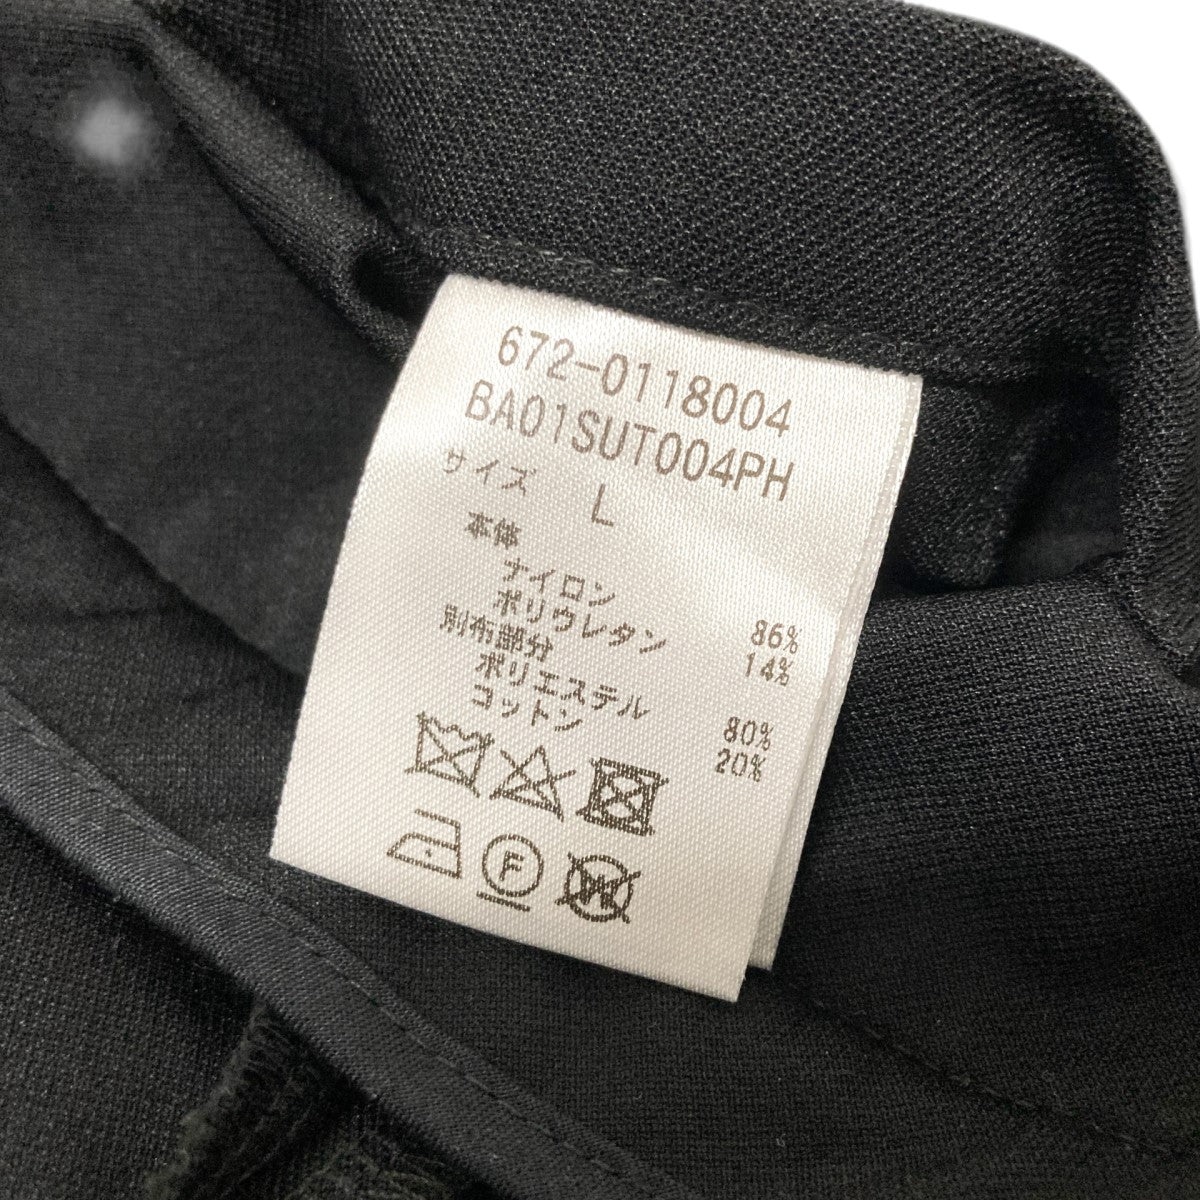 672-0118004
BA01SUT004PH
サイズ L
本体
ナイロン 86%
ポリウレタン 14%
別布部分
ポリエステル 80%
コットン 20%
F
W